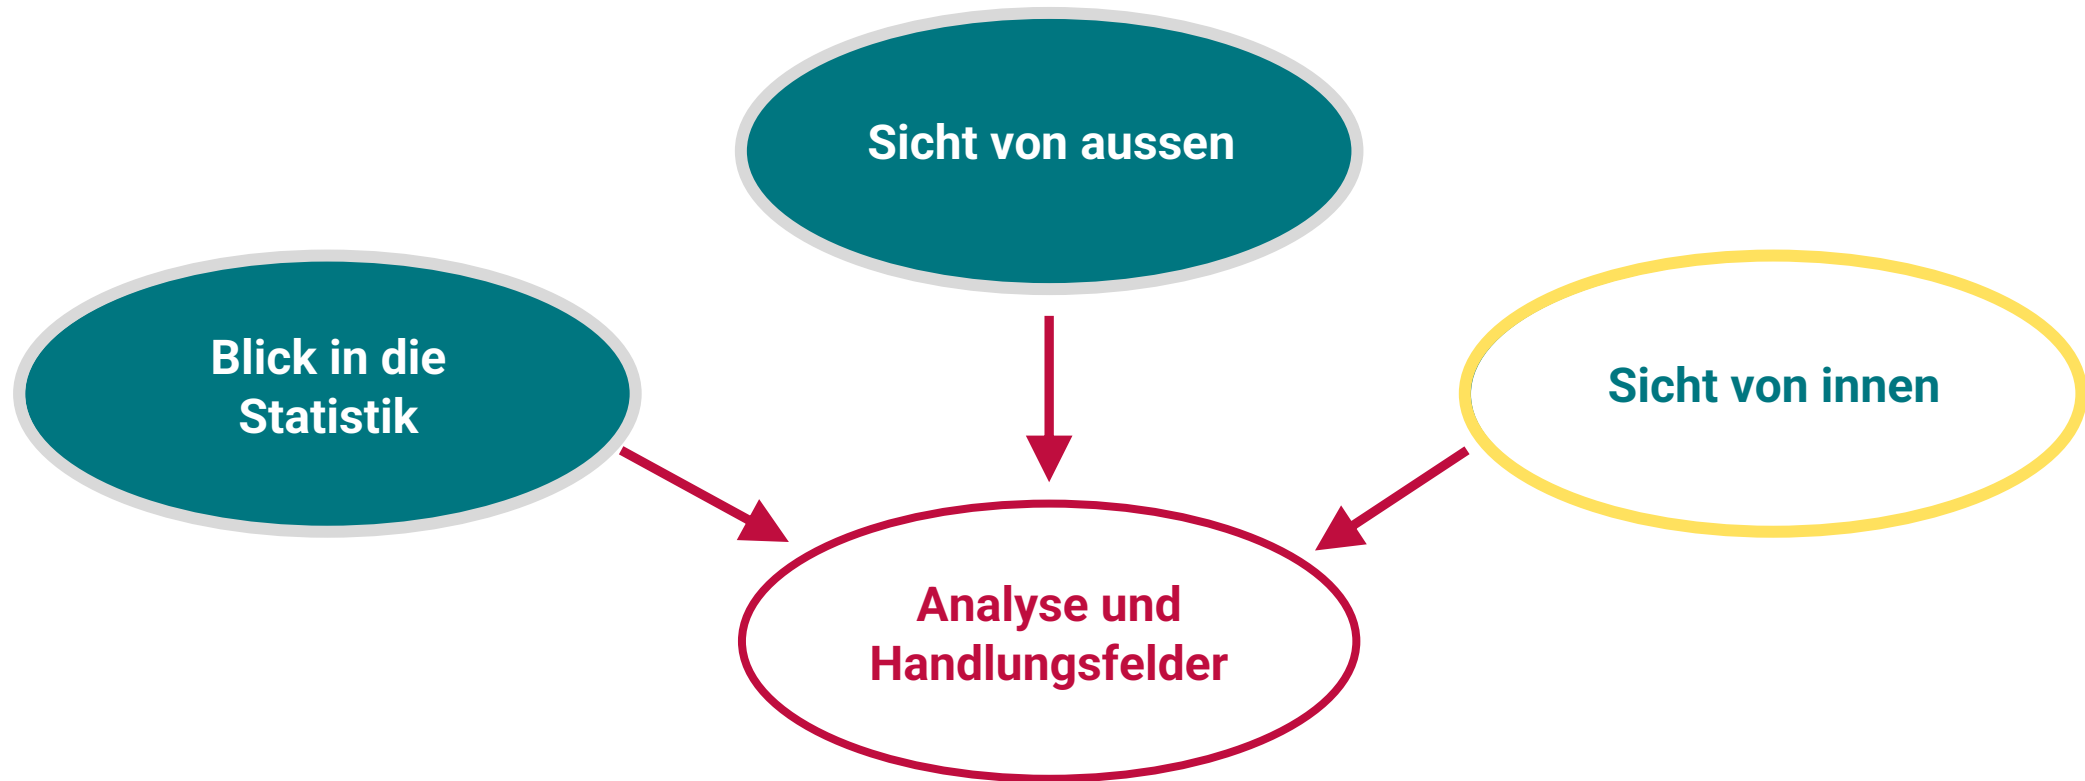 Sicht von aussen
Blick in die
Statistik
Sicht von innen
Analyse und
Handlungsfelder